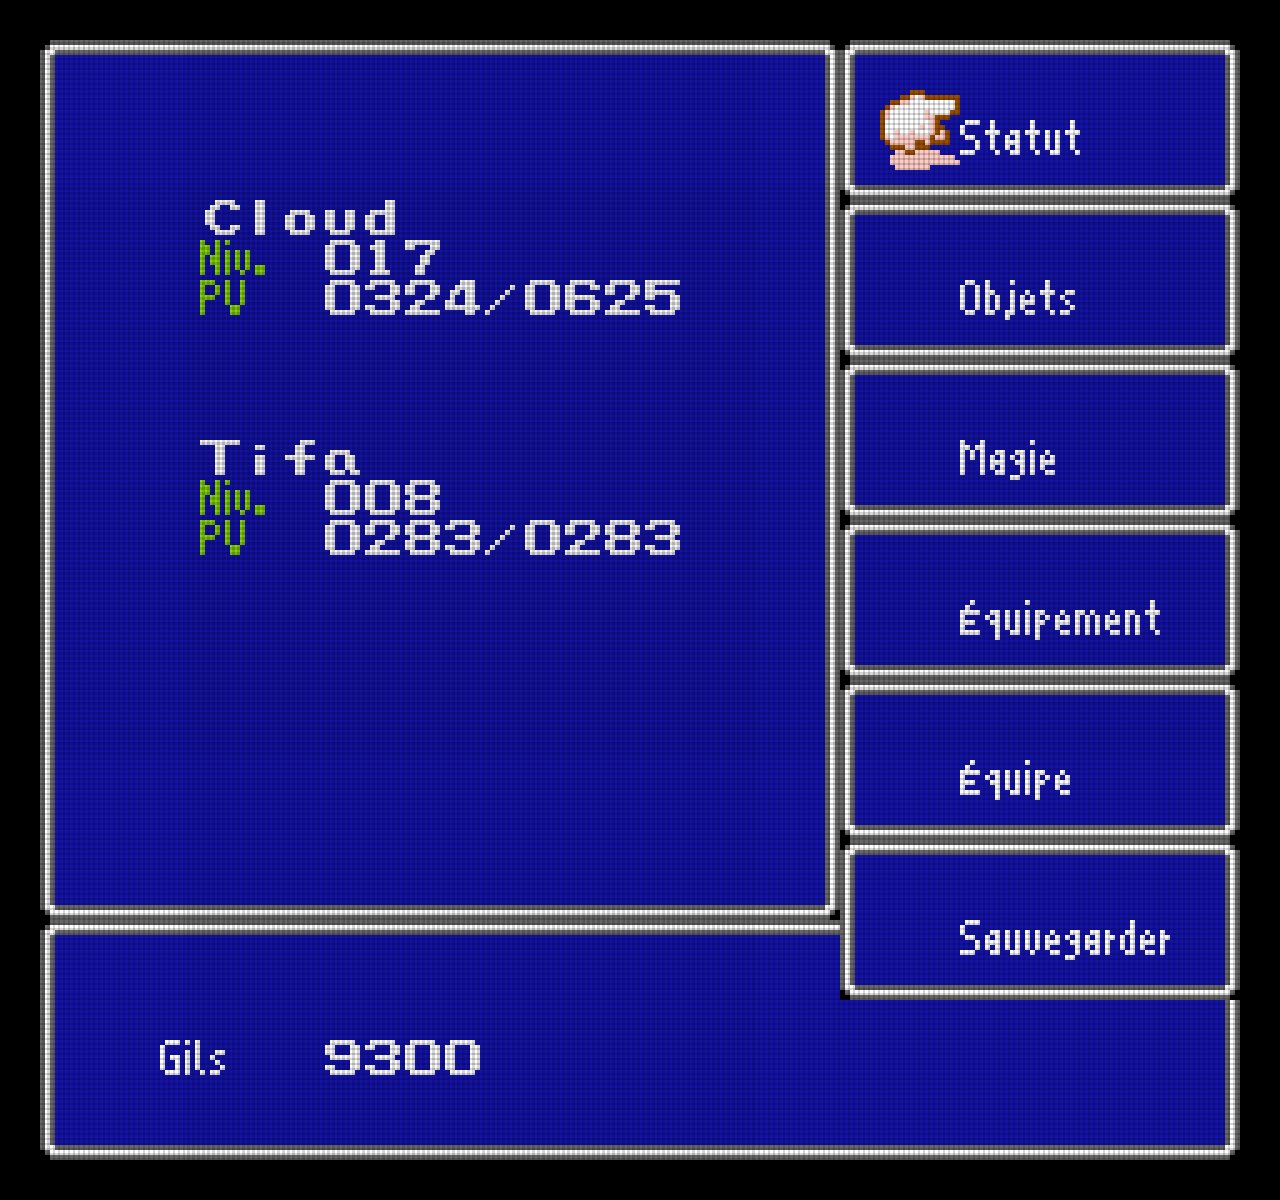 Cloud
Niv. 017
PV 0324/0625
Tifa
Niv. 008
PV 0283/0283
Statut
Objets
Magie
Équipement
Équipe
Sauvegarder
Gils 9300